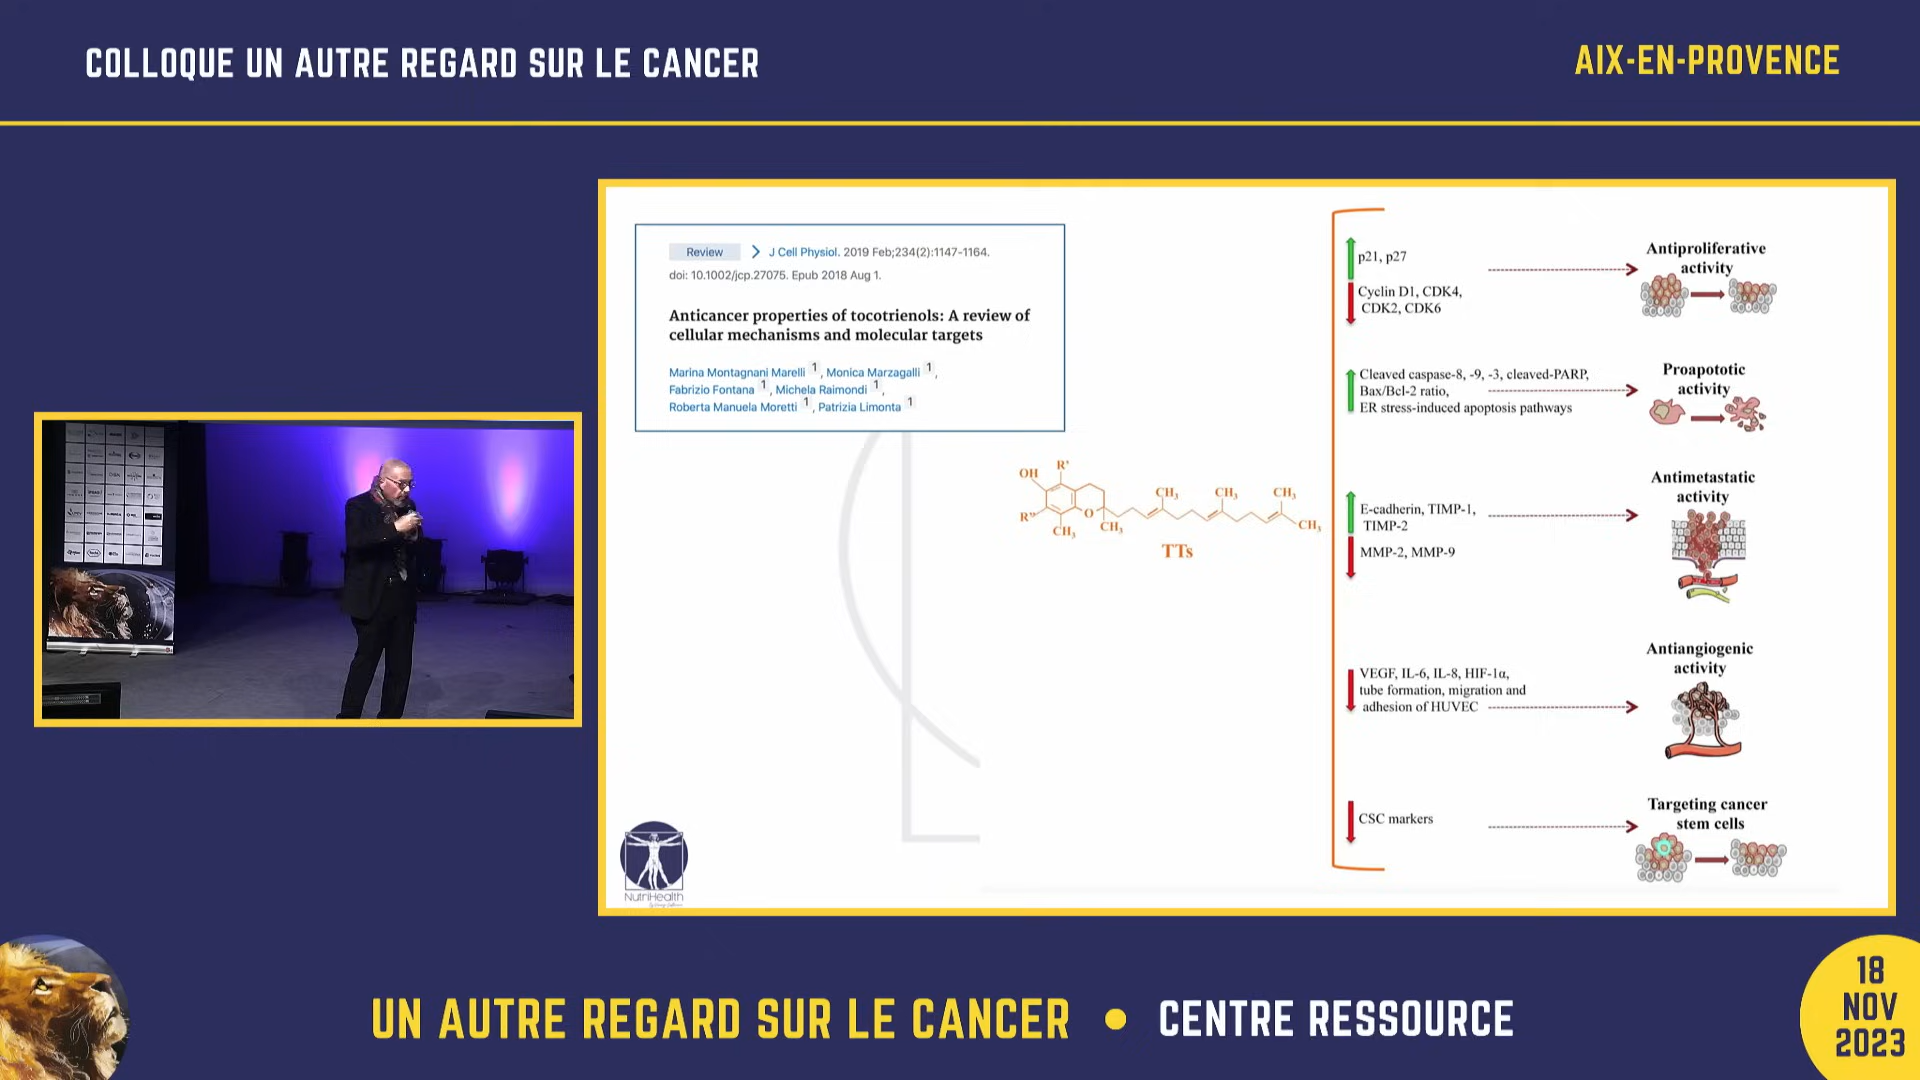 COLLOQUE UN AUTRE REGARD SUR LE CANCER
AIX-EN-PROVENCE
Review
J Cell Physiol. 2019 Feb;234(2):1147-1164.
doi: 10.1002/jcp.27075. Epub 2018 Aug 1.
Anticancer properties of tocotrienols: A review of
cellular mechanisms and molecular targets
Marina Montagnani Marelli 1, Monica Marzagalli 1,
Fabrizio Fontana 1, Michela Raimondi 1,
Roberta Manuela Moretti 1, Patrizia Limonta 1
OH
R'
R"
O
CH3
CH3
CH3
CH3
CH3
CH3
TTs
p21, p27
Cyclin D1, CDK4,
CDK2, CDK6
Antiproliferative
activity
Cleaved caspase-8, -9, -3, cleaved-PARP,
Bax/Bcl-2 ratio,
ER stress-induced apoptosis pathways
Proapototic
activity
E-cadherin, TIMP-1,
TIMP-2
MMP-2, MMP-9
Antimetastatic
activity
VEGF, IL-6, IL-8, HIF-1α,
tube formation, migration and
adhesion of HUVEC
Antiangiogenic
activity
CSC markers
Targeting cancer
stem cells
NutriHealth
UN AUTRE REGARD SUR LE CANCER • CENTRE RESSOURCE
18
NOV
2023